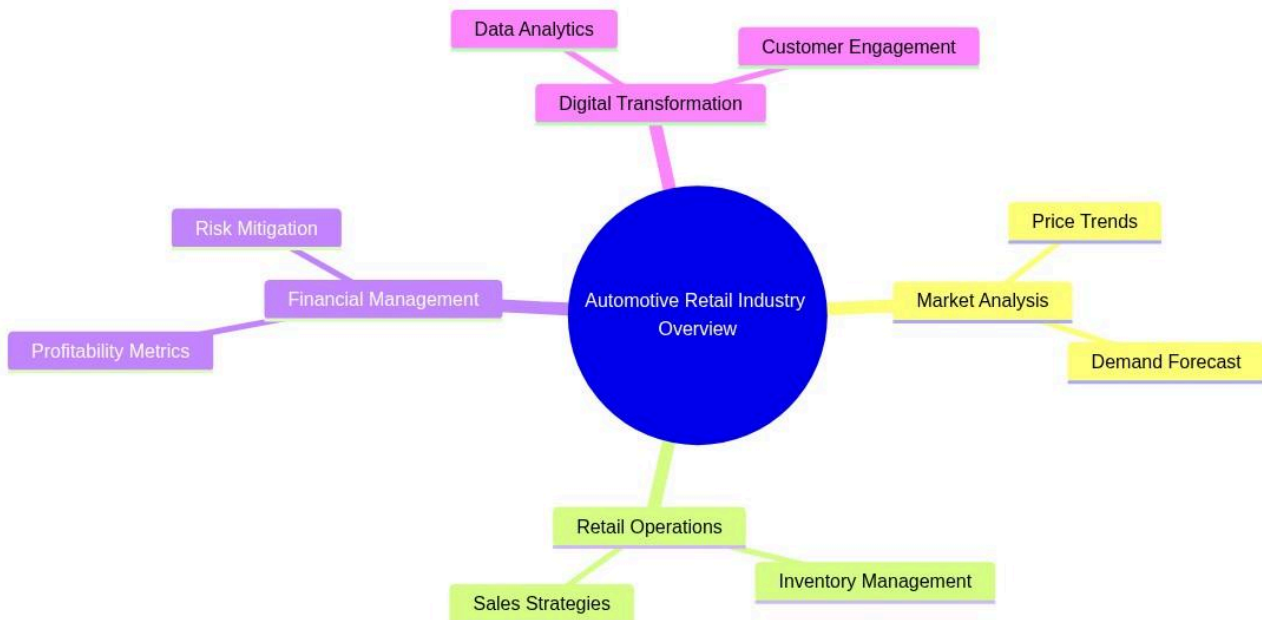 Data Analytics
Customer Engagement
Digital Transformation
Risk Mitigation
Price Trends
Financial Management
Automotive Retail Industry
Overview
Market Analysis
Profitability Metrics
Demand Forecast
Retail Operations
Inventory Management
Sales Strategies